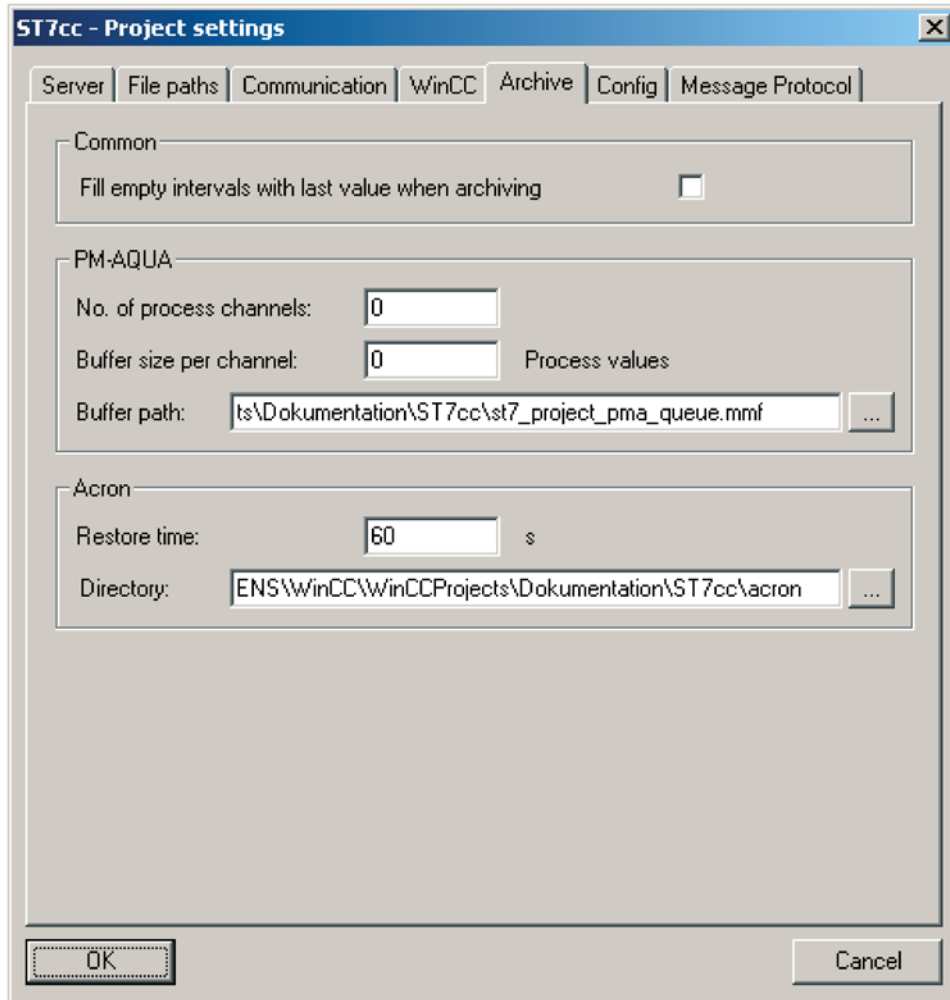 ST7cc - Project settings
Server File paths Communication WinCC Archive Config Message Protocol
Common
Fill empty intervals with last value when archiving
PM-AQUA
No. of process channels: 0
Buffer size per channel: 0 Process values
Buffer path: ts\Dokumentation\ST7cc\st7_project_pma_queue.mmf ...
Acron
Restore time: 60 s
Directory: ENS\WinCC\WinCCProjects\Dokumentation\ST7cc\acron ...
OK Cancel